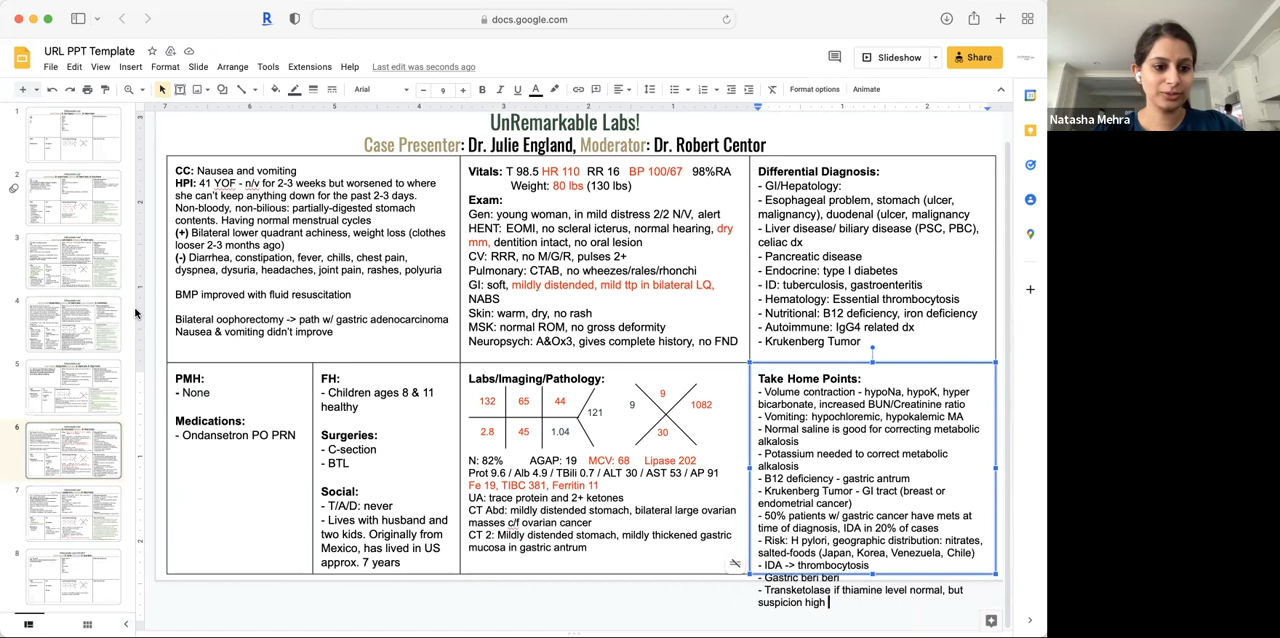 docs.google.com
URL PPT Template
File Edit View Insert Format Slide Arrange Tools Extensions Help Last edit was seconds ago
Slideshow
Share
Arial
Format options
Animate
Natasha Mehra
UnRemarkable Labs!
Case Presenter: Dr. Julie England, Moderator: Dr. Robert Centor
CC: Nausea and vomiting
HPI: 41 YOF - n/v for 2-3 weeks but worsened to where
she can't keep anything down for the past 2-3 days.
Non-bloody, non-bilious: partially-digested stomach
contents. Having normal menstrual cycles
(+) Bilateral lower quadrant achiness, weight loss (clothes
looser 2-3 months ago)
(-) Diarrhea, constipation, fever, chills, chest pain,
dyspnea, dysuria, headaches, joint pain, rashes, polyuria
BMP improved with fluid resuscitation
Bilateral oophorectomy -> path w/ gastric adenocarcinoma
Nausea & vomiting didn't improve
Vitals: T 98.5 HR 110 RR 16 BP 100/67 98%RA
Weight: 80 lbs (130 lbs)
Exam:
Gen: young woman, in mild distress 2/2 N/V, alert
HENT: EOMI, no scleral icterus, normal hearing, dry
mm, dentition intact, no oral lesion
CV: RRR, no M/G/R, pulses 2+
Pulmonary: CTAB, no wheezes/rales/rhonchi
GI: soft, mildly distended, mild ttp in bilateral LQ,
NABS
Skin: warm, dry, no rash
MSK: normal ROM, no gross deformity
Neuro/psych: A&Ox3, gives complete history, no FND
Differential Diagnosis:
- GI/Hepatology:
- Esophageal problem, stomach (ulcer,
malignancy), duodenal (ulcer, malignancy
- Liver disease/ biliary disease (PSC, PBC),
celiac dx
- Pancreatic disease
- Endocrine: type I diabetes
- ID: tuberculosis, gastroenteritis
- Hematology: Essential thrombocytosis
- Nutritional: B12 deficiency, iron deficiency
- Autoimmune: IgG4 related dx
- Krukenberg Tumor
PMH:
- None
Medications:
- Ondansetron PO PRN
FH:
- Children ages 8 & 11
healthy
Surgeries:
- C-section
- BTL
Social:
- T/A/D: never
- Lives with husband and
two kids. Originally from
Mexico, has lived in US
approx. 7 years
Labs/Imaging/Pathology:
132 65 44
121
45 1.04
9
9 1082
30
N: 82% AGAP: 19 MCV: 68 Lipase 202
Prot 9.6 / Alb 4.9 / TBili 0.7 / ALT 30 / AST 53 / AP 91
Fe 19, TIBC 381, Ferritin 11
UA: trace protein and 2+ ketones
CT Abd: mildly distended stomach, bilateral large ovarian
masses r/f ovarian cancer
CT 2: Mildly distended stomach, mildly thickened gastric
mucosa in gastric antrum
Take Home Points:
- Volume contraction - hypoNa, hypoK, hyper
bicarbonate, increased BUN/Creatinine ratio
- Vomiting: hypochloremic, hypokalemic MA
- Normal saline is good for correcting metabolic
alkalosis
- Potassium needed to correct metabolic
alkalosis
- B12 deficiency - gastric antrum
- Krukenberg Tumor - GI tract (breast or
endometrial cancer)
- 50% patients w/ gastric cancer have mets at
time of diagnosis, IDA in 20% of cases
- Risk: H pylori, geographic distribution: nitrates,
salted-foods (Japan, Korea, Venezuela, Chile)
- IDA -> thrombocytosis
- Gastric beri beri
- Transketolase if thiamine level normal, but
suspicion high